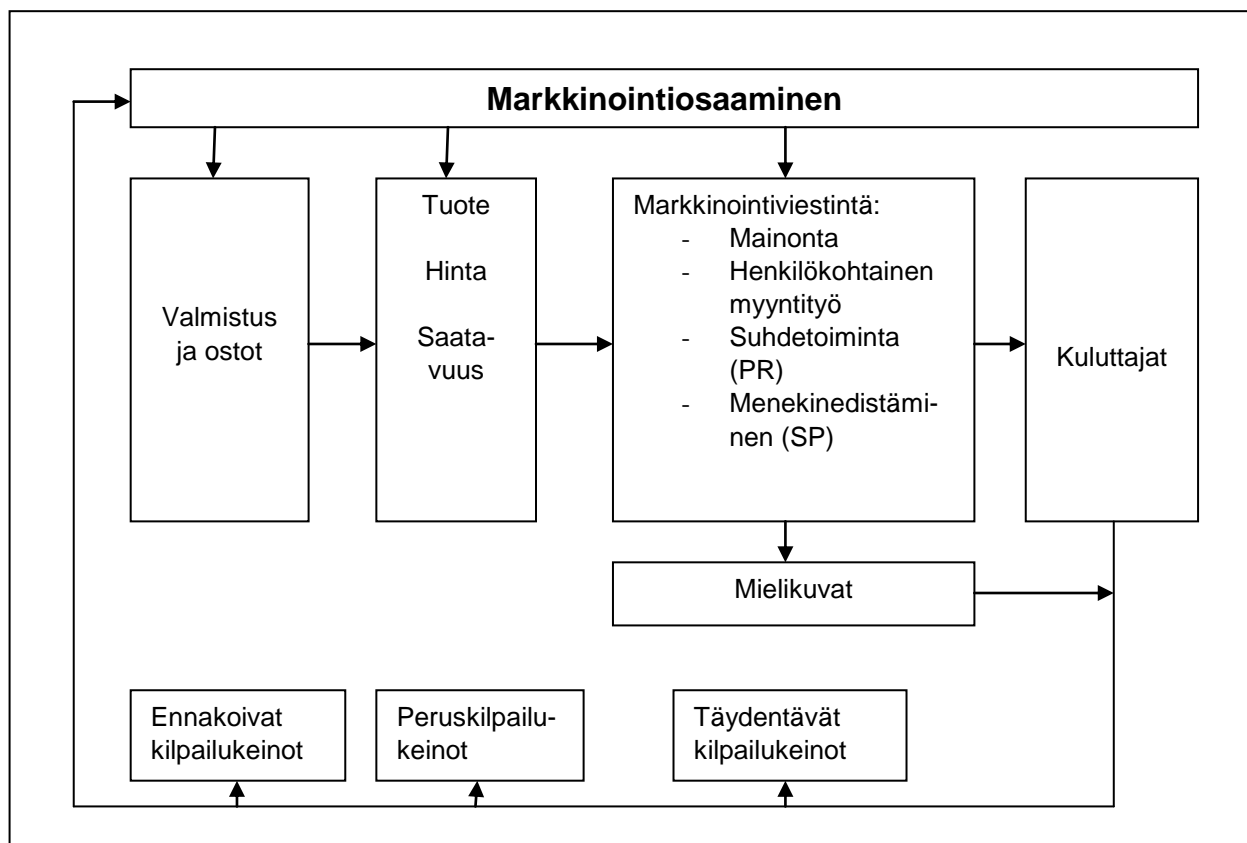 Markkinointiosaaminen
Valmistus
ja ostot
Tuote
Hinta
Saata-
vuus
Markkinointiviestintä:
- Mainonta
- Henkilökohtainen
myyntityö
- Suhdetoiminta
(PR)
- Menekinedistämi-
nen (SP)
Kuluttajat
Mielikuvat
Ennakoivat
kilpailukeinot
Peruskilpailu-
keinot
Täydentävät
kilpailukeinot